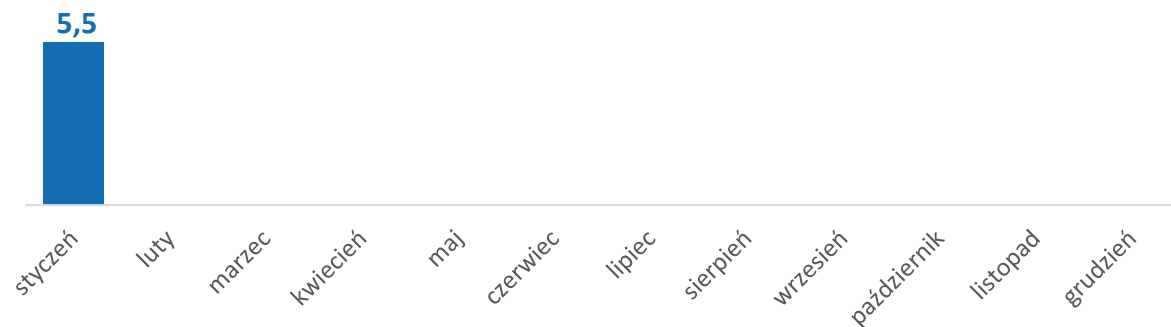 5,5
styczeń
luty
marzec
kwiecień
maj
czerwiec
lipiec
sierpień
wrzesień
październik
listopad
grudzień